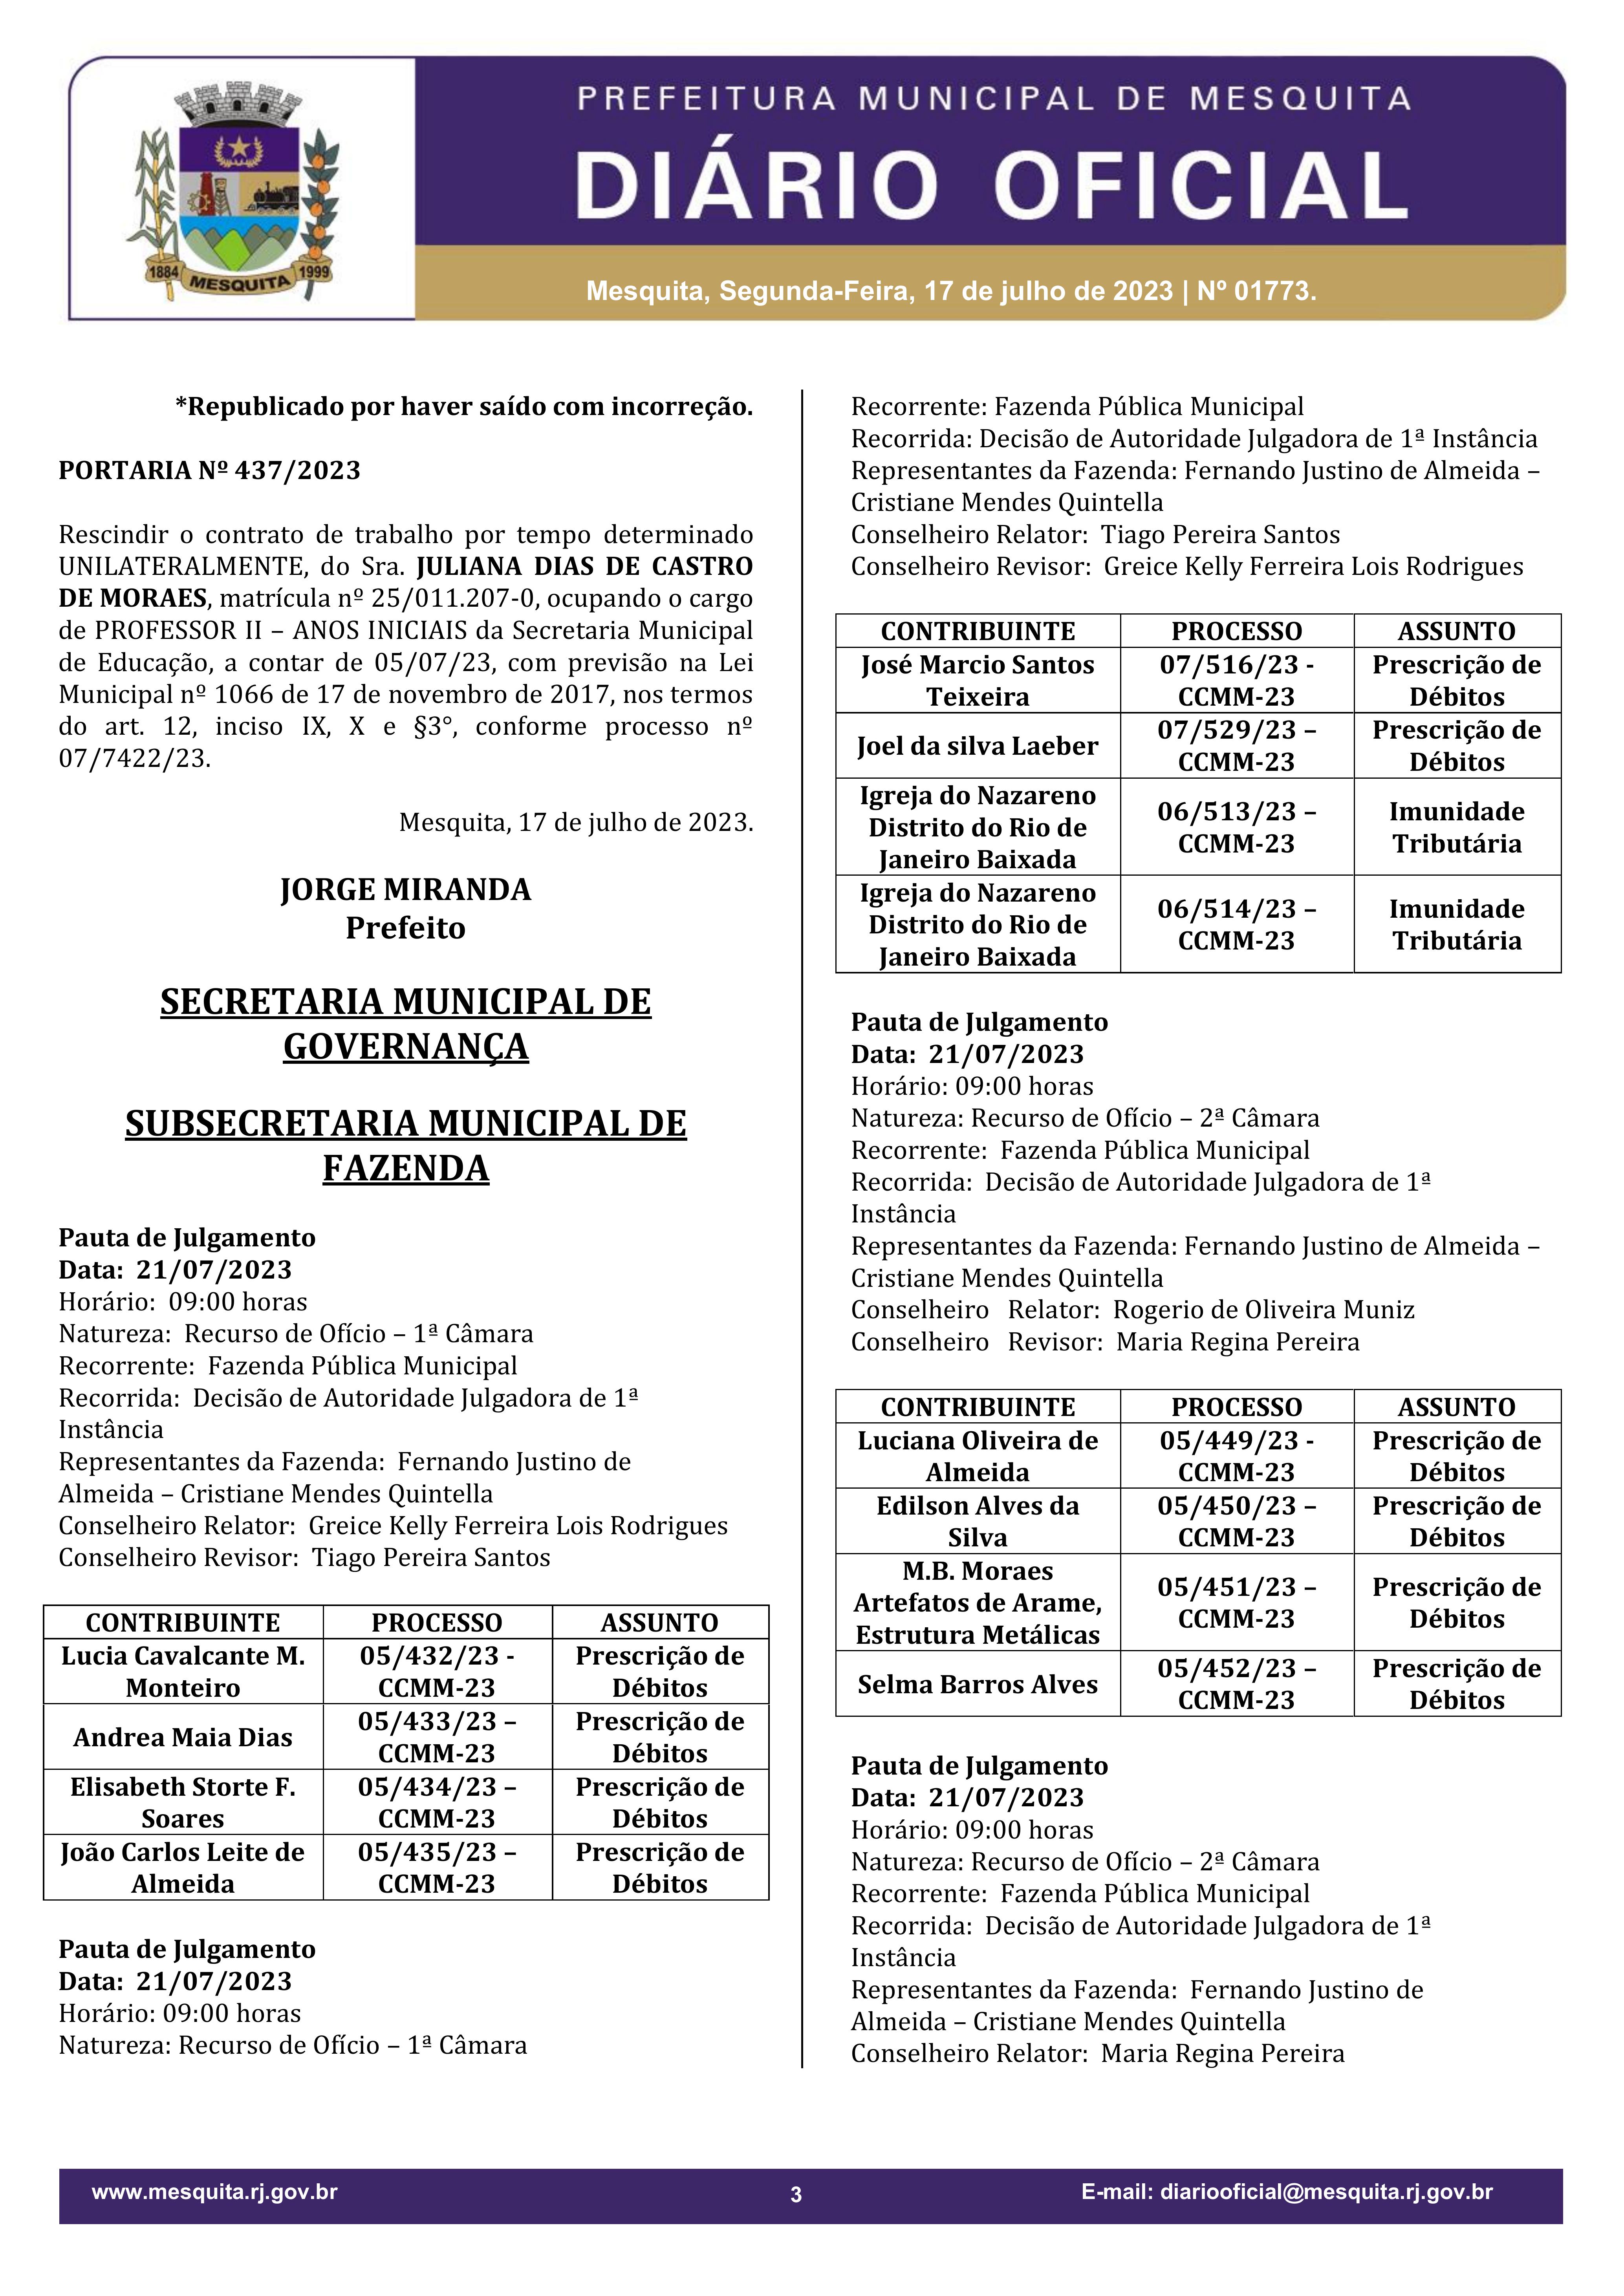 PREFEITURA MUNICIPAL DE MESQUITA
DIÁRIO OFICIAL
1884 MESQUITA 1999
Mesquita, Segunda-Feira, 17 de julho de 2023 | Nº 01773.
*Republicado por haver saído com incorreção.
PORTARIA Nº 437/2023
Rescindir o contrato de trabalho por tempo determinado
UNILATERALMENTE, do Sra. JULIANA DIAS DE CASTRO
DE MORAES, matrícula nº 25/011.207-0, ocupando o cargo
de PROFESSOR II – ANOS INICIAIS da Secretaria Municipal
de Educação, a contar de 05/07/23, com previsão na Lei
Municipal nº 1066 de 17 de novembro de 2017, nos termos
do art. 12, inciso IX, X e §3°, conforme processo nº
07/7422/23.
Mesquita, 17 de julho de 2023.
JORGE MIRANDA
Prefeito
SECRETARIA MUNICIPAL DE
GOVERNANÇA
SUBSECRETARIA MUNICIPAL DE
FAZENDA
Pauta de Julgamento
Data: 21/07/2023
Horário: 09:00 horas
Natureza: Recurso de Ofício – 1ª Câmara
Recorrente: Fazenda Pública Municipal
Recorrida: Decisão de Autoridade Julgadora de 1ª
Instância
Representantes da Fazenda: Fernando Justino de
Almeida – Cristiane Mendes Quintella
Conselheiro Relator: Greice Kelly Ferreira Lois Rodrigues
Conselheiro Revisor: Tiago Pereira Santos
CONTRIBUINTE PROCESSO ASSUNTO
Lucia Cavalcante M. 05/432/23 - Prescrição de
Monteiro CCMM-23 Débitos
Andrea Maia Dias 05/433/23 – Prescrição de
CCMM-23 Débitos
Elisabeth Storte F. 05/434/23 – Prescrição de
Soares CCMM-23 Débitos
João Carlos Leite de 05/435/23 – Prescrição de
Almeida CCMM-23 Débitos
Pauta de Julgamento
Data: 21/07/2023
Horário: 09:00 horas
Natureza: Recurso de Ofício – 1ª Câmara
Recorrente: Fazenda Pública Municipal
Recorrida: Decisão de Autoridade Julgadora de 1ª Instância
Representantes da Fazenda: Fernando Justino de Almeida –
Cristiane Mendes Quintella
Conselheiro Relator: Tiago Pereira Santos
Conselheiro Revisor: Greice Kelly Ferreira Lois Rodrigues
CONTRIBUINTE PROCESSO ASSUNTO
José Marcio Santos 07/516/23 - Prescrição de
Teixeira CCMM-23 Débitos
Joel da silva Laeber 07/529/23 – Prescrição de
CCMM-23 Débitos
Igreja do Nazareno
Distrito do Rio de 06/513/23 – Imunidade
Janeiro Baixada CCMM-23 Tributária
Igreja do Nazareno
Distrito do Rio de 06/514/23 – Imunidade
Janeiro Baixada CCMM-23 Tributária
Pauta de Julgamento
Data: 21/07/2023
Horário: 09:00 horas
Natureza: Recurso de Ofício – 2ª Câmara
Recorrente: Fazenda Pública Municipal
Recorrida: Decisão de Autoridade Julgadora de 1ª
Instância
Representantes da Fazenda: Fernando Justino de Almeida –
Cristiane Mendes Quintella
Conselheiro Relator: Rogerio de Oliveira Muniz
Conselheiro Revisor: Maria Regina Pereira
CONTRIBUINTE PROCESSO ASSUNTO
Luciana Oliveira de 05/449/23 - Prescrição de
Almeida CCMM-23 Débitos
Edilson Alves da 05/450/23 – Prescrição de
Silva CCMM-23 Débitos
M.B. Moraes
Artefatos de Arame, 05/451/23 – Prescrição de
Estrutura Metálicas CCMM-23 Débitos
Selma Barros Alves 05/452/23 – Prescrição de
CCMM-23 Débitos
Pauta de Julgamento
Data: 21/07/2023
Horário: 09:00 horas
Natureza: Recurso de Ofício – 2ª Câmara
Recorrente: Fazenda Pública Municipal
Recorrida: Decisão de Autoridade Julgadora de 1ª
Instância
Representantes da Fazenda: Fernando Justino de
Almeida – Cristiane Mendes Quintella
Conselheiro Relator: Maria Regina Pereira
www.mesquita.rj.gov.br 3 E-mail: diariooficial@mesquita.rj.gov.br